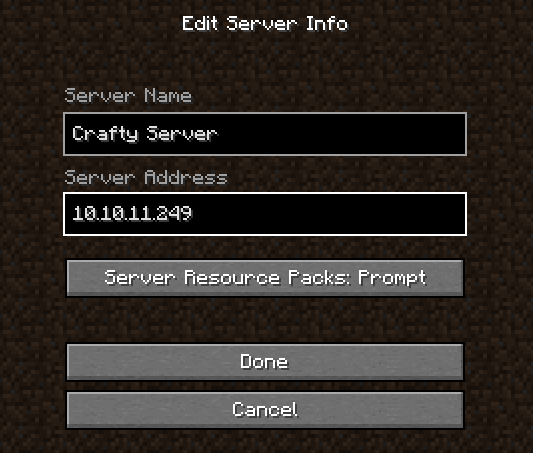 Edit Server Info
Server Name
Crafty Server
Server Address
10.10.11.249
Server Resource Packs: Prompt
Done
Cancel